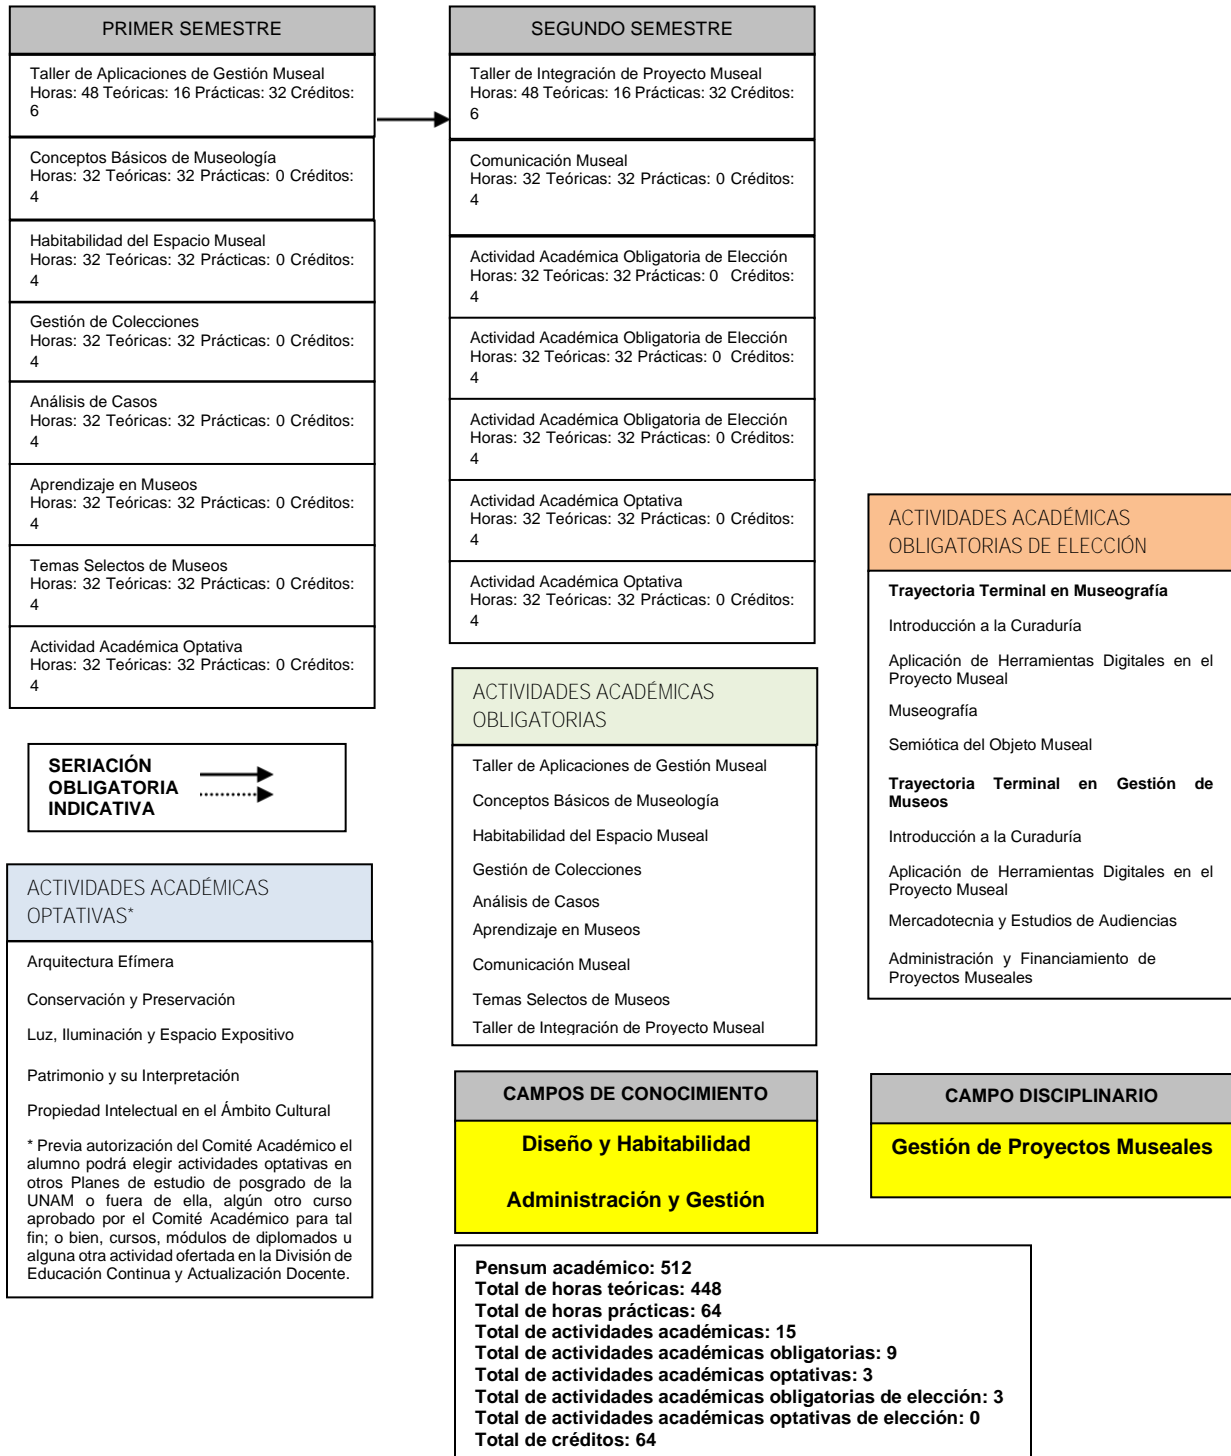 PRIMER SEMESTRE
Taller de Aplicaciones de Gestión Museal
Horas: 48 Teóricas: 16 Prácticas: 32 Créditos:
6
Conceptos Básicos de Museología
Horas: 32 Teóricas: 32 Prácticas: 0 Créditos:
4
Habitabilidad del Espacio Museal
Horas: 32 Teóricas: 32 Prácticas: 0 Créditos:
4
Gestión de Colecciones
Horas: 32 Teóricas: 32 Prácticas: 0 Créditos:
4
Análisis de Casos
Horas: 32 Teóricas: 32 Prácticas: 0 Créditos:
4
Aprendizaje en Museos
Horas: 32 Teóricas: 32 Prácticas: 0 Créditos:
4
Temas Selectos de Museos
Horas: 32 Teóricas: 32 Prácticas: 0 Créditos:
4
Actividad Académica Optativa
Horas: 32 Teóricas: 32 Prácticas: 0 Créditos:
4
SERIACIÓN
OBLIGATORIA
INDICATIVA
ACTIVIDADES ACADÉMICAS
OPTATIVAS*
Arquitectura Efímera
Conservación y Preservación
Luz, Iluminación y Espacio Expositivo
Patrimonio y su Interpretación
Propiedad Intelectual en el Ámbito Cultural
* Previa autorización del Comité Académico el
alumno podrá elegir actividades optativas en
otros Planes de estudio de posgrado de la
UNAM o fuera de ella, algún otro curso
aprobado por el Comité Académico para tal
fin; o bien, cursos, módulos de diplomados u
alguna otra actividad ofertada en la División de
Educación Continua y Actualización Docente.
SEGUNDO SEMESTRE
Taller de Integración de Proyecto Museal
Horas: 48 Teóricas: 16 Prácticas: 32 Créditos:
6
Comunicación Museal
Horas: 32 Teóricas: 32 Prácticas: 0 Créditos:
4
Actividad Académica Obligatoria de Elección
Horas: 32 Teóricas: 32 Prácticas: 0 Créditos:
4
Actividad Académica Obligatoria de Elección
Horas: 32 Teóricas: 32 Prácticas: 0 Créditos:
4
Actividad Académica Obligatoria de Elección
Horas: 32 Teóricas: 32 Prácticas: 0 Créditos:
4
Actividad Académica Optativa
Horas: 32 Teóricas: 32 Prácticas: 0 Créditos:
4
Actividad Académica Optativa
Horas: 32 Teóricas: 32 Prácticas: 0 Créditos:
4
ACTIVIDADES ACADÉMICAS
OBLIGATORIAS
Taller de Aplicaciones de Gestión Museal
Conceptos Básicos de Museología
Habitabilidad del Espacio Museal
Gestión de Colecciones
Análisis de Casos
Aprendizaje en Museos
Comunicación Museal
Temas Selectos de Museos
Taller de Integración de Proyecto Museal
CAMPOS DE CONOCIMIENTO
Diseño y Habitabilidad
Administración y Gestión
Pensum académico: 512
Total de horas teóricas: 448
Total de horas prácticas: 64
Total de actividades académicas: 15
Total de actividades académicas obligatorias: 9
Total de actividades académicas optativas: 3
Total de actividades académicas obligatorias de elección: 3
Total de actividades académicas optativas de elección: 0
Total de créditos: 64
ACTIVIDADES ACADÉMICAS
OBLIGATORIAS DE ELECCIÓN
Trayectoria Terminal en Museografía
Introducción a la Curaduría
Aplicación de Herramientas Digitales en el
Proyecto Museal
Museografía
Semiótica del Objeto Museal
Trayectoria Terminal en Gestión de
Museos
Introducción a la Curaduría
Aplicación de Herramientas Digitales en el
Proyecto Museal
Mercadotecnia y Estudios de Audiencias
Administración y Financiamiento de
Proyectos Museales
CAMPO DISCIPLINARIO
Gestión de Proyectos Museales